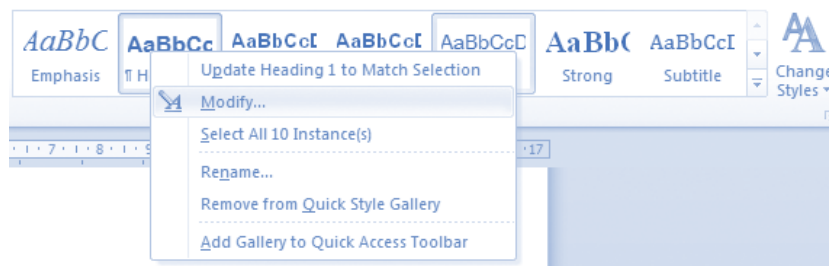 AaBbC AaBbCc AaBbCcI AaBbCcI AaBbCcD AaBb( AaBbCcI
Emphasis ¶ H Strong Subtitle Change
Styles
Update Heading 1 to Match Selection
Modify...
Select All 10 Instance(s)
7 8 9 17
Rename...
Remove from Quick Style Gallery
Add Gallery to Quick Access Toolbar